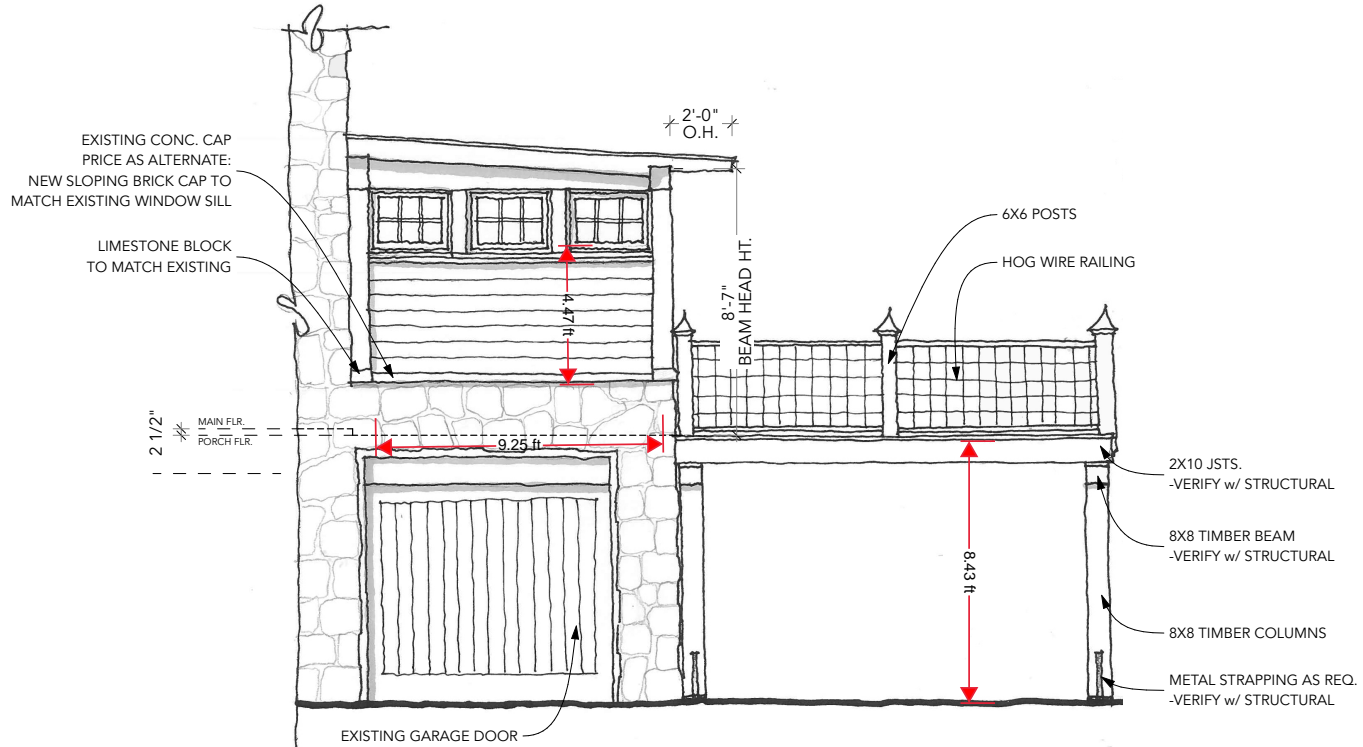 2'-0"
O.H.
EXISTING CONC. CAP
PRICE AS ALTERNATE:
NEW SLOPING BRICK CAP TO
MATCH EXISTING WINDOW SILL
LIMESTONE BLOCK
TO MATCH EXISTING
6X6 POSTS
HOG WIRE RAILING
4.47 ft
8'-7"
BEAM HEAD HT.
2 1/2"
MAIN FLR.
PORCH FLR.
9.25 ft
8.43 ft
2X10 JSTS.
-VERIFY w/ STRUCTURAL
8X8 TIMBER BEAM
-VERIFY w/ STRUCTURAL
8X8 TIMBER COLUMNS
METAL STRAPPING AS REQ.
-VERIFY w/ STRUCTURAL
EXISTING GARAGE DOOR